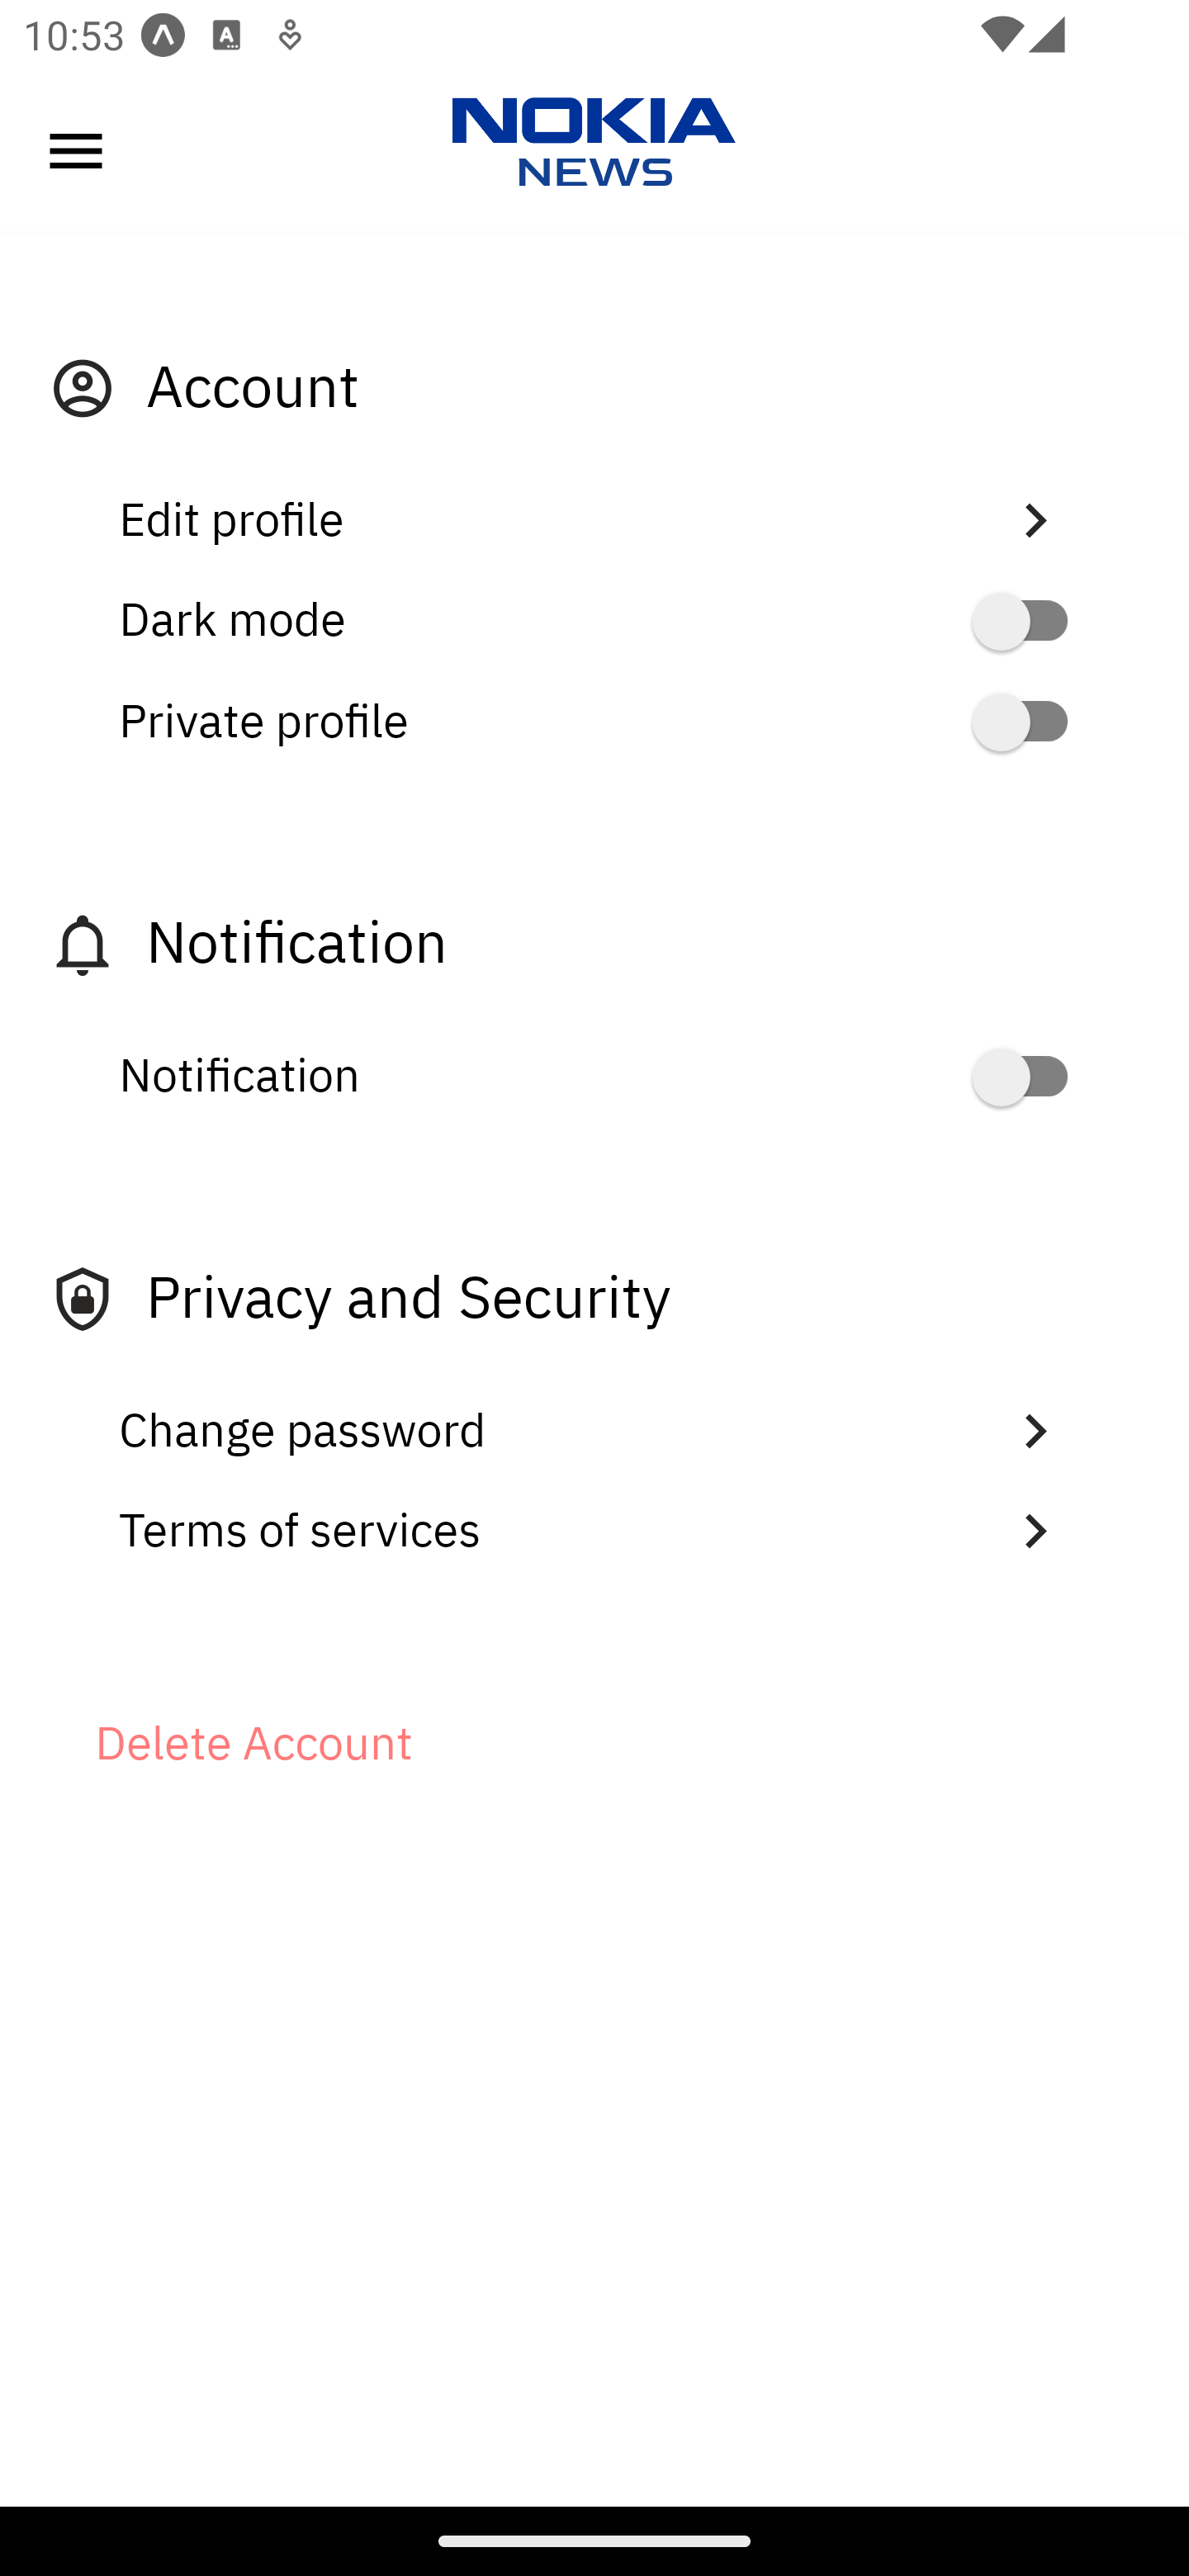 10:53
NOKIA
NEWS
Account
Edit profile
Dark mode
Private profile
Notification
Notification
Privacy and Security
Change password
Terms of services
Delete Account